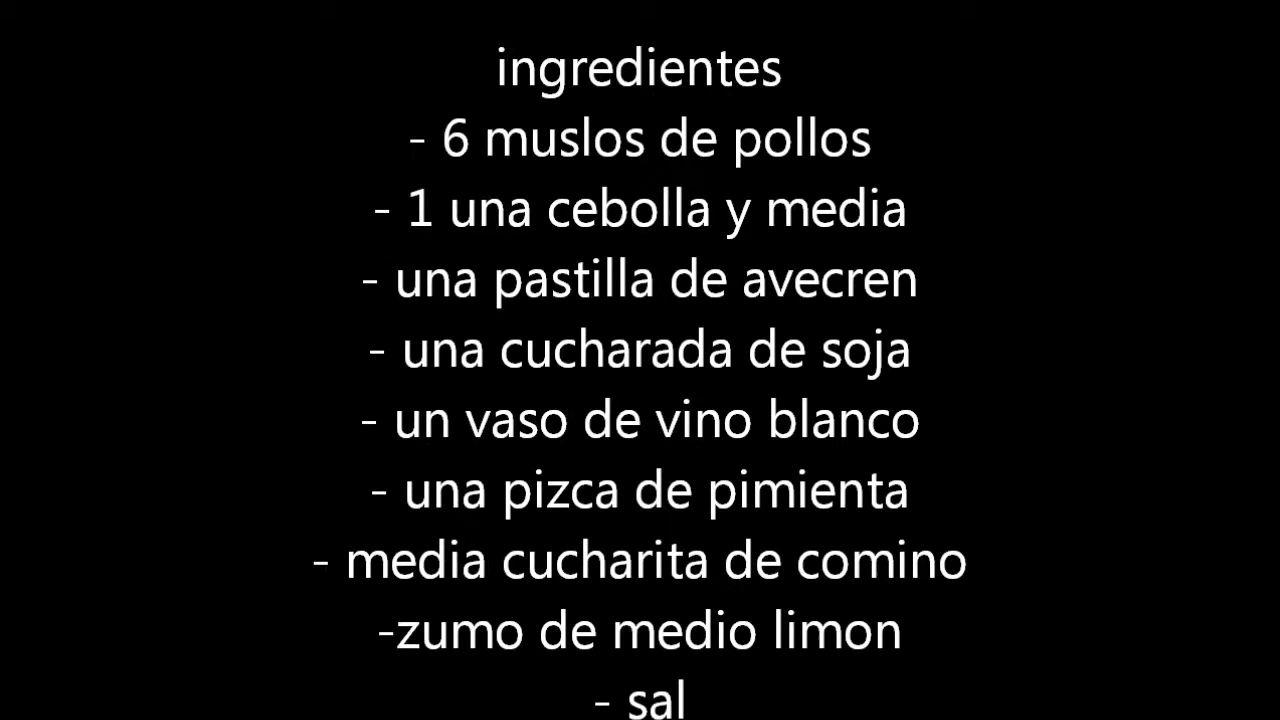 ingredientes
- 6 muslos de pollos
- 1 una cebolla y media
- una pastilla de avecren
- una cucharada de soja
- un vaso de vino blanco
- una pizca de pimienta
- media cucharita de comino
-zumo de medio limon
- sal